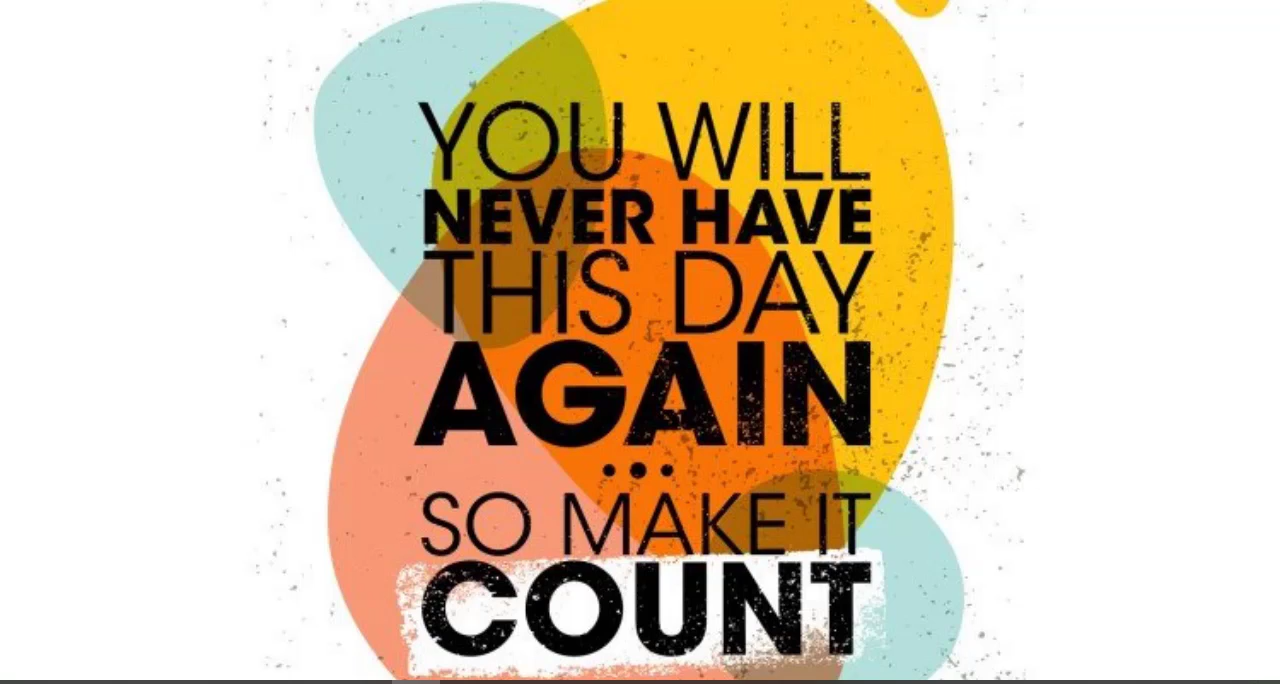 YOU WILL
NEVER HAVE
THIS DAY
AGAIN
•●•
SO MAKE IT
COUNT